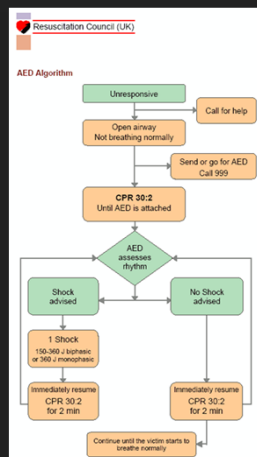 Resuscitation Council (UK)
AED Algorithm
Unresponsive
Call for help
Open airway
Not breathing normally
Send or go for AED
Call 999
CPR 30:2
Until AED is attached
AED
assesses
rhythm
Shock
advised
No Shock
advised
1 Shock
150-360 J biphasic
or 360 J monophasic
Immediately resume
CPR 30:2
for 2 min
Immediately resume
CPR 30:2
for 2 min
Continue until the victim starts to
breathe normally